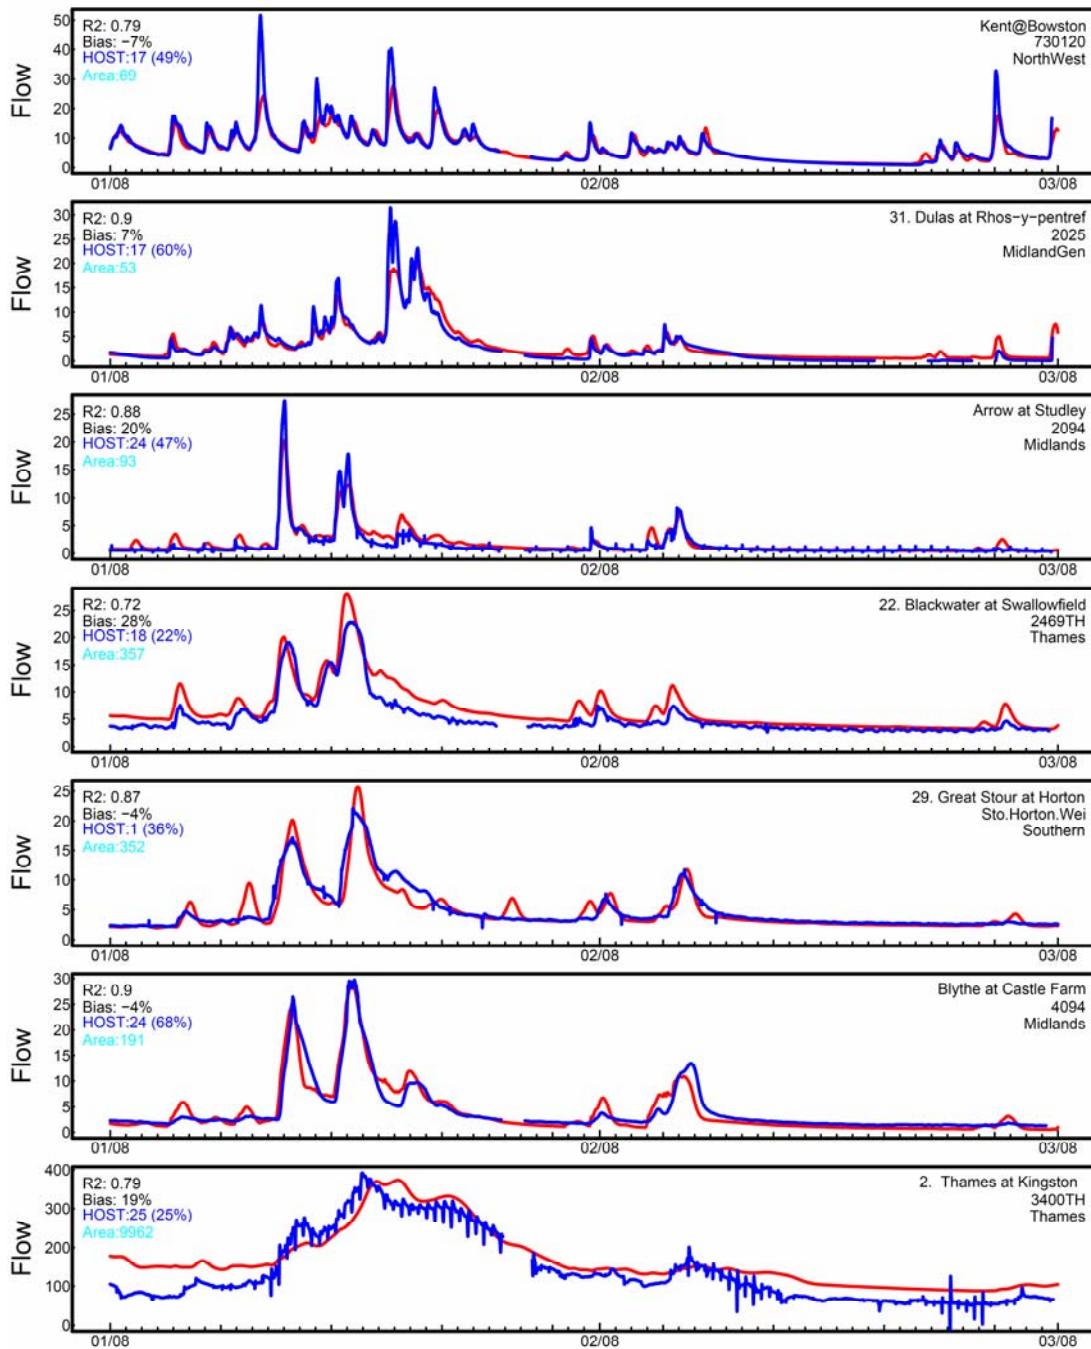 R2: 0.79
Bias: −7%
HOST:17 (49%)
Area:69
Kent@Bowston
730120
NorthWest
Flow
50
40
30
20
10
0
01/08
02/08
03/08
R2: 0.9
Bias: 7%
HOST:17 (60%)
Area:53
31. Dulas at Rhos−y−pentref
2025
MidlandGen
Flow
30
25
20
15
10
5
0
01/08
02/08
03/08
R2: 0.88
Bias: 20%
HOST:24 (47%)
Area:93
Arrow at Studley
2094
Midlands
Flow
25
20
15
10
5
0
01/08
02/08
03/08
R2: 0.72
Bias: 28%
HOST:18 (22%)
Area:357
22. Blackwater at Swallowfield
2469TH
Thames
Flow
25
20
15
10
5
0
01/08
02/08
03/08
R2: 0.87
Bias: −4%
HOST:1 (36%)
Area:352
29. Great Stour at Horton
Sto.Horton.Wei
Southern
Flow
25
20
15
10
5
0
01/08
02/08
03/08
R2: 0.9
Bias: −4%
HOST:24 (68%)
Area:191
Blythe at Castle Farm
4094
Midlands
Flow
30
25
20
15
10
5
0
01/08
02/08
03/08
R2: 0.79
Bias: 19%
HOST:25 (25%)
Area:9962
2. Thames at Kingston
3400TH
Thames
Flow
400
300
200
100
0
01/08
02/08
03/08